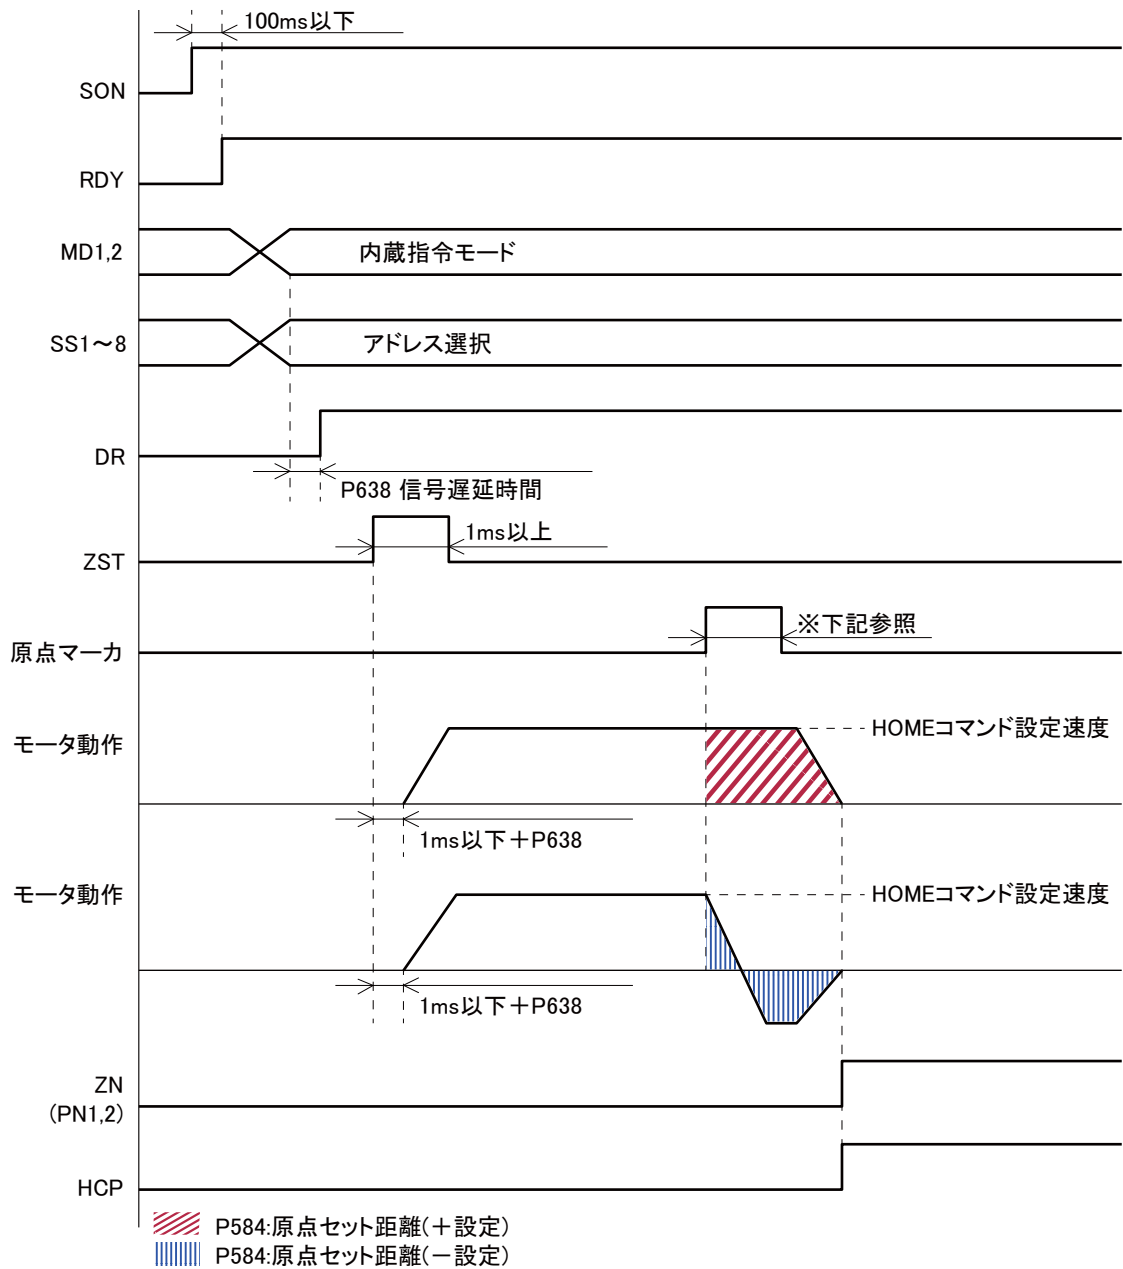 100ms以下
SON
RDY
MD1,2
内蔵指令モード
SS1～8
アドレス選択
DR
P638 信号遅延時間
ZST
1ms以上
原点マーカ
※下記参照
モータ動作
HOMEコマンド設定速度
1ms以下＋P638
モータ動作
HOMEコマンド設定速度
1ms以下＋P638
ZN
(PN1,2)
HCP
P584:原点セット距離(＋設定)
P584:原点セット距離(－設定)